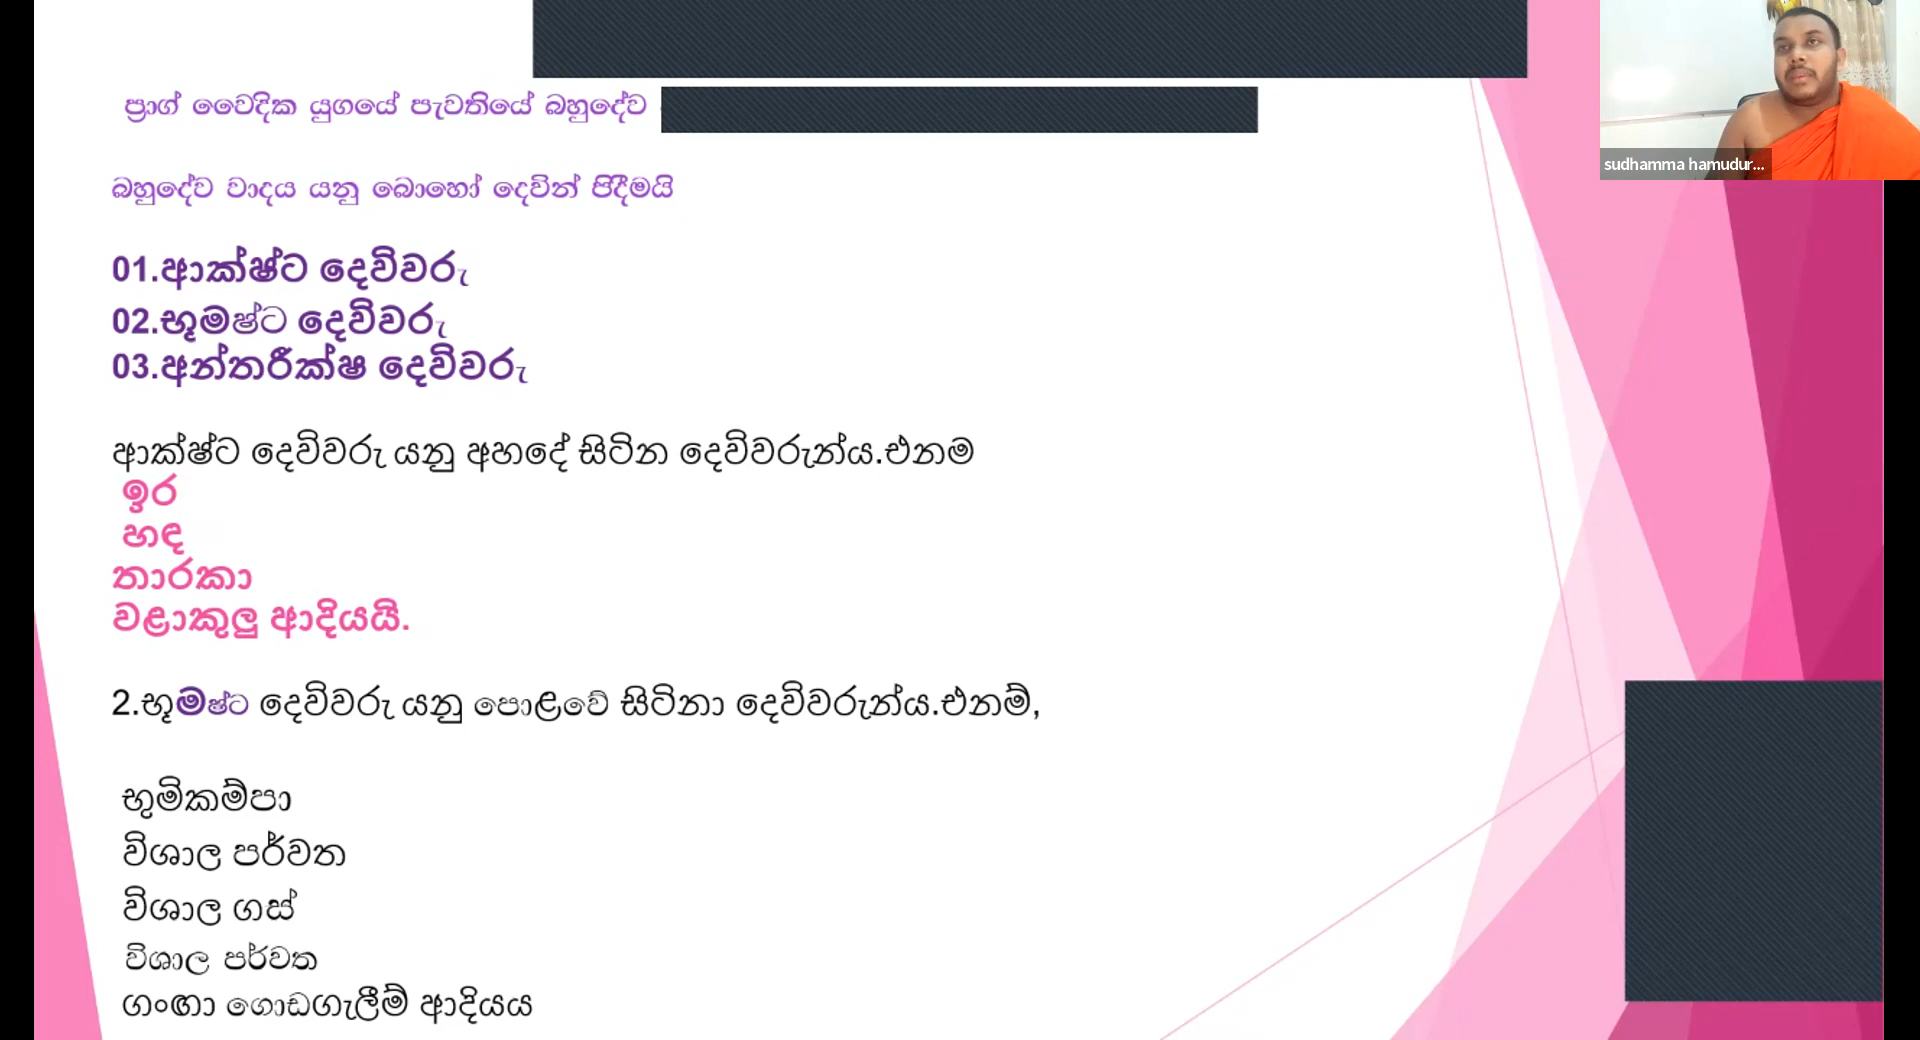 ප්‍රාග් වෛදික යුගයේ පැවතියේ බහුදේව
බහුදේව වාදය යනු බොහෝ දෙවින් පිදීමයි
01.ආක්ෂ්ට දෙවිවරු
02.භූමෂ්ට දෙවිවරු
03.අන්තරීක්ෂ දෙවිවරු
ආක්ෂ්ට දෙවිවරු යනු අහදේ සිටින දෙවිවරුන්ය.එනම
ඉර
හඳ
තාරකා
වළාකුලු ආදියයි.
2.භූමෂ්ට දෙවිවරු යනු පොළවේ සිටිනා දෙවිවරුන්ය.එනම්,
භුමිකම්පා
විශාල පර්වත
විශාල ගස්
විශාල පර්වත
ගංඟා ගොඩගැලීම් ආදියය
sudhamma hamudur...